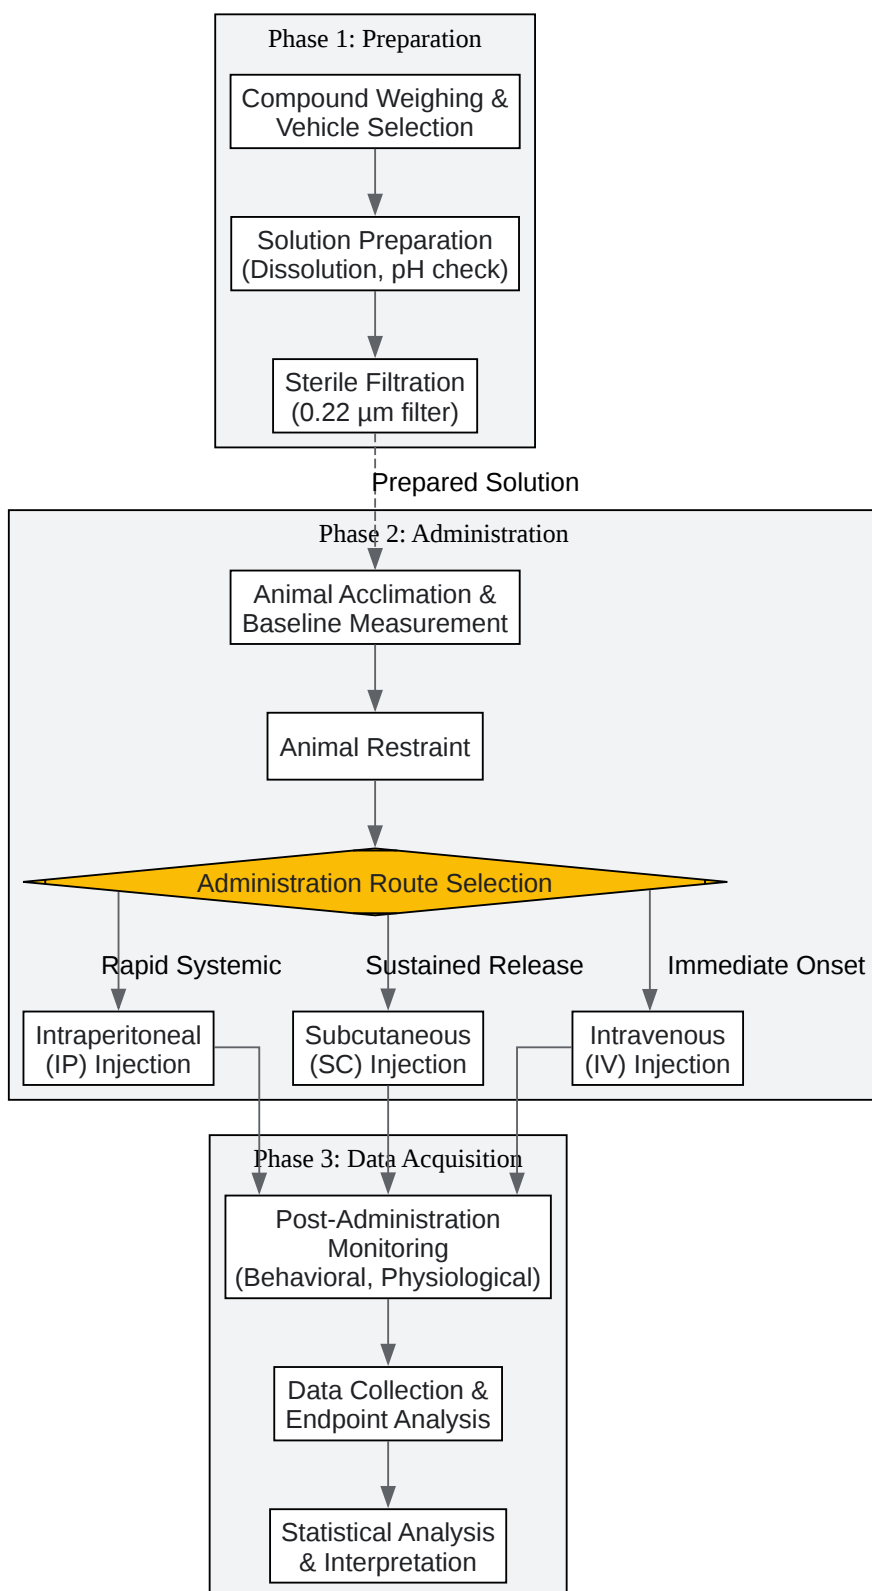 Phase 1: Preparation
Compound Weighing &
Vehicle Selection
Solution Preparation
(Dissolution, pH check)
Sterile Filtration
(0.22 µm filter)
Prepared Solution
Phase 2: Administration
Animal Acclimation &
Baseline Measurement
Animal Restraint
Administration Route Selection
Rapid Systemic
Sustained Release
Immediate Onset
Intraperitoneal
(IP) Injection
Subcutaneous
(SC) Injection
Intravenous
(IV) Injection
Phase 3: Data Acquisition
Post-Administration
Monitoring
(Behavioral, Physiological)
Data Collection &
Endpoint Analysis
Statistical Analysis
& Interpretation